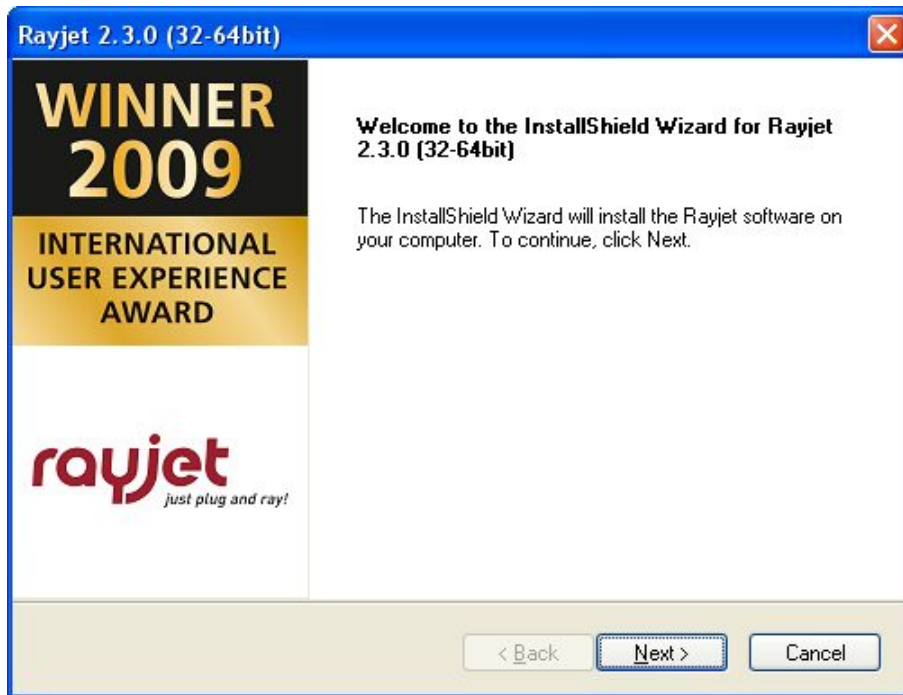 Rayjet 2.3.0 (32-64bit)
WINNER
2009
INTERNATIONAL
USER EXPERIENCE
AWARD
rayjet
just plug and ray!
Welcome to the InstallShield Wizard for Rayjet
2.3.0 (32-64bit)
The InstallShield Wizard will install the Rayjet software on
your computer. To continue, click Next.
< Back
Next >
Cancel